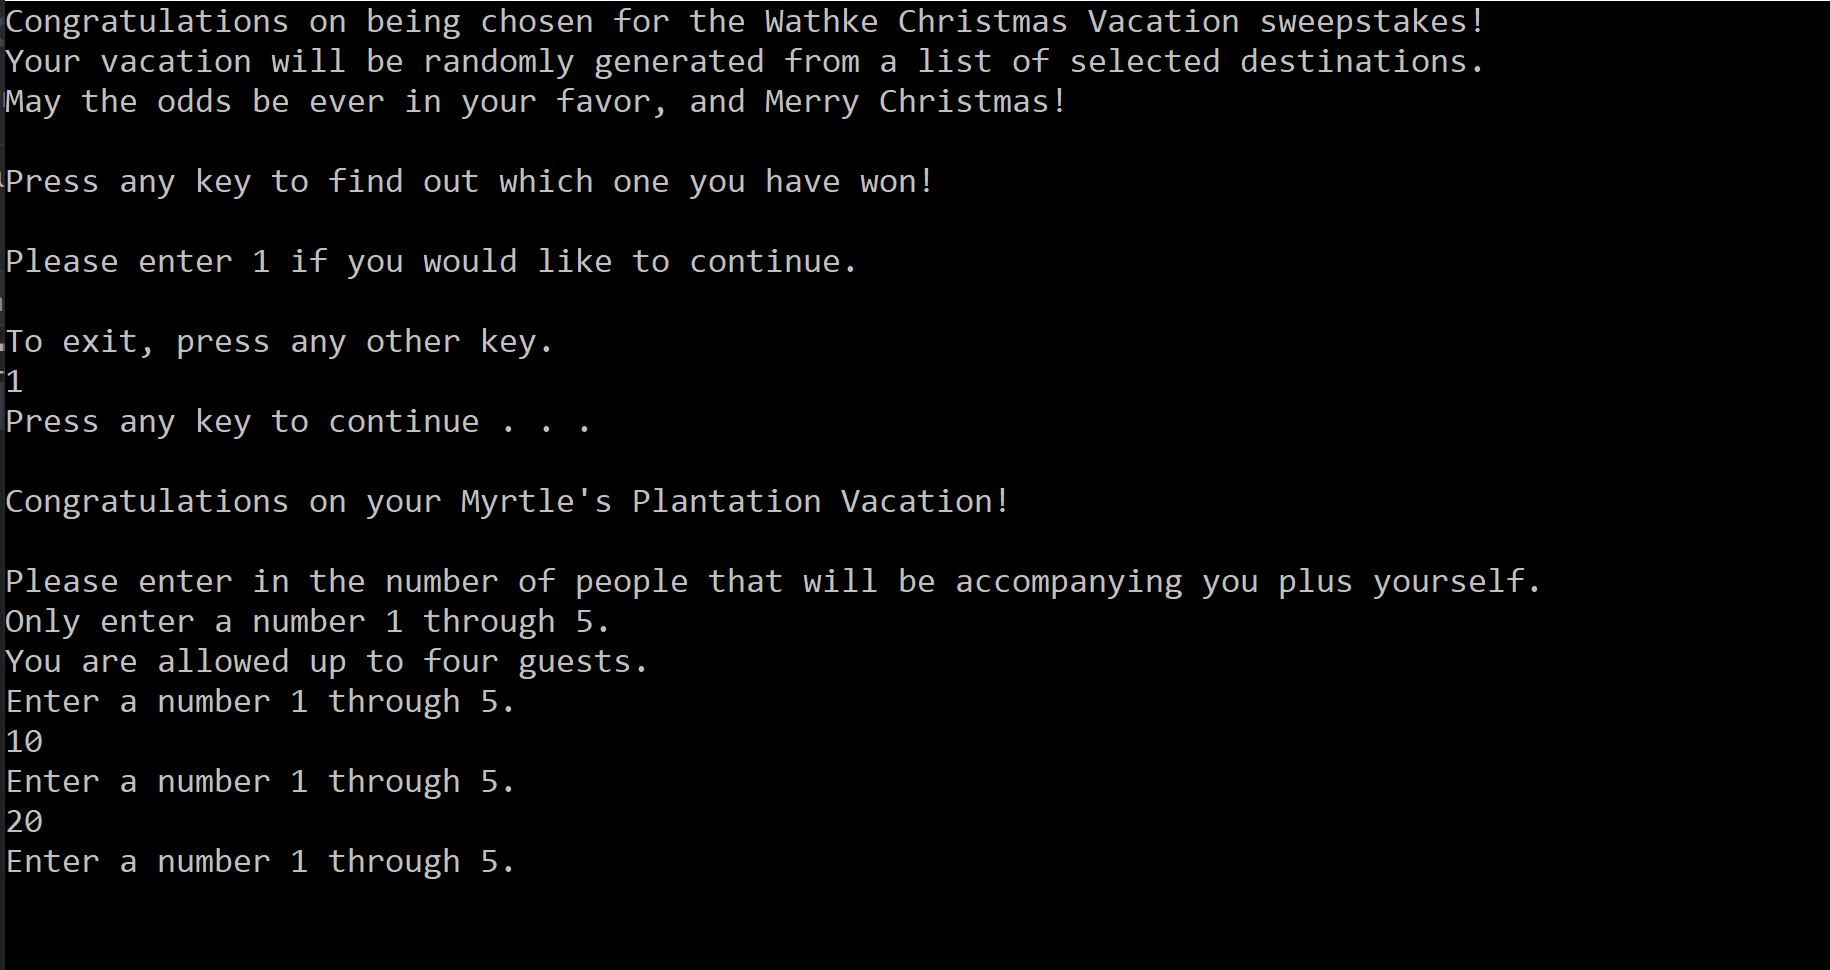 Congratulations on being chosen for the Wathke Christmas Vacation sweepstakes!
Your vacation will be randomly generated from a list of selected destinations.
May the odds be ever in your favor, and Merry Christmas!
Press any key to find out which one you have won!
Please enter 1 if you would like to continue.
To exit, press any other key.
1
Press any key to continue . . .
Congratulations on your Myrtle's Plantation Vacation!
Please enter in the number of people that will be accompanying you plus yourself.
Only enter a number 1 through 5.
You are allowed up to four guests.
Enter a number 1 through 5.
10
Enter a number 1 through 5.
20
Enter a number 1 through 5.